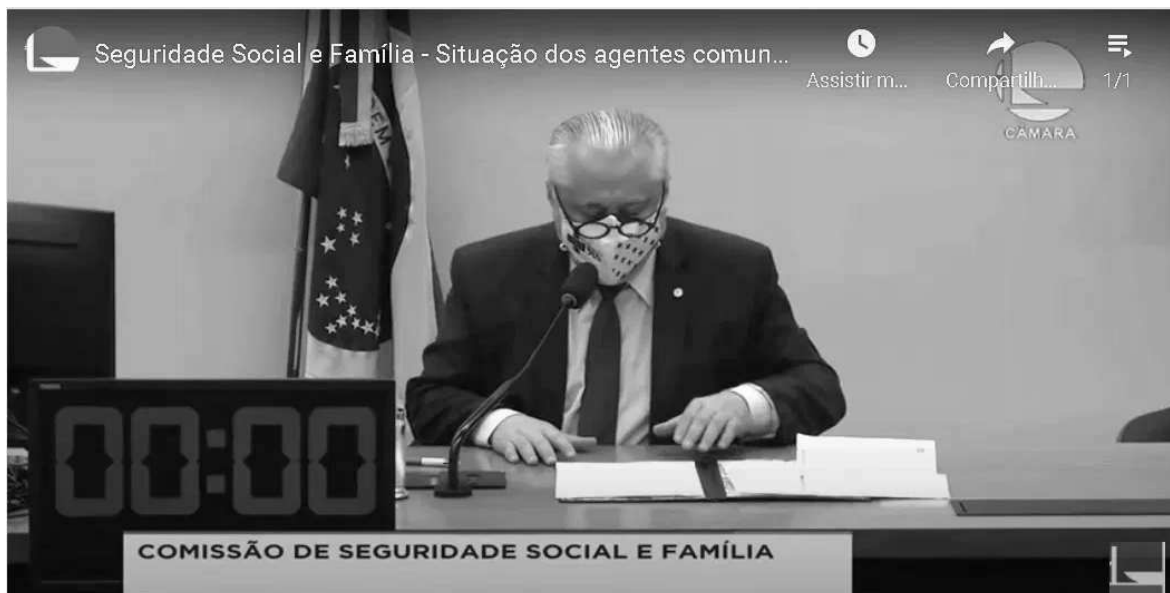 Seguridade Social e Família - Situação dos agentes comun...
Assistir m...
Compartilh...
1/1
CÂMARA
EM
00:00
COMISSÃO DE SEGURIDADE SOCIAL E FAMÍLIA